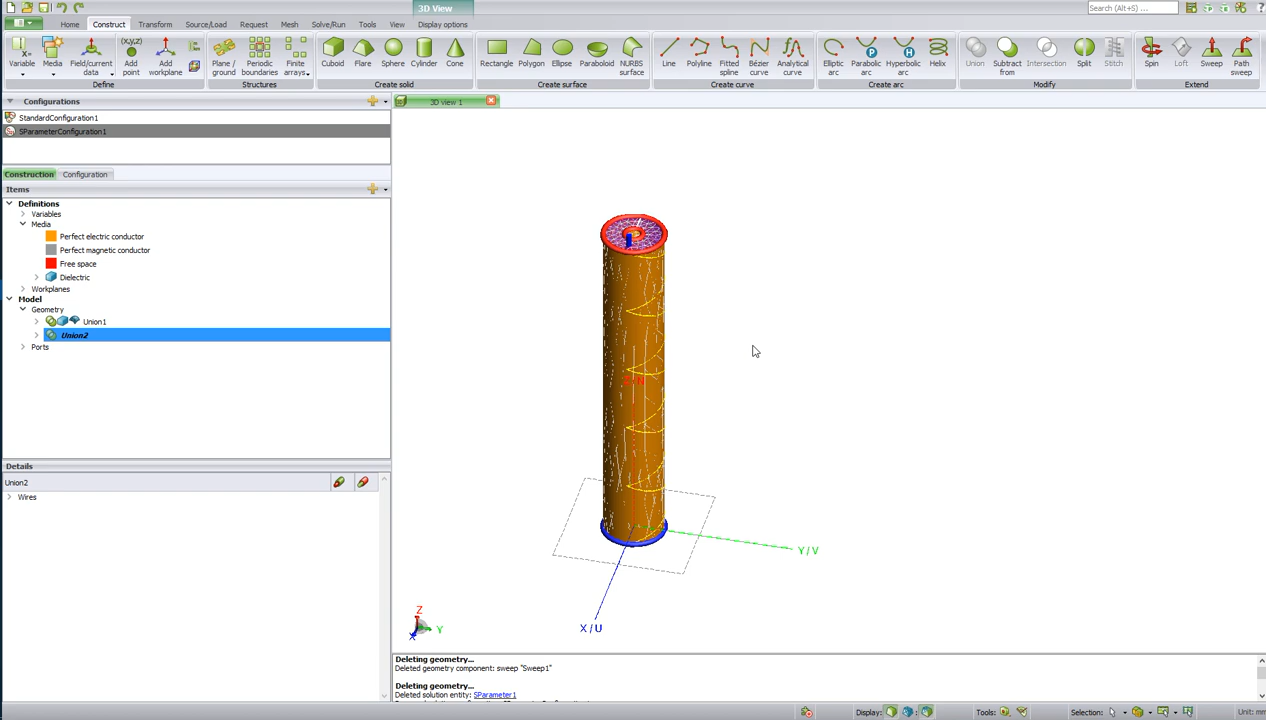 3D View
Search (Alt+S)
Home Construct Transform Source/Load Request Mesh Solve/Run Tools View Display options
Variable Media Field/current data Add point Add workplane Define
Plane / ground Periodic boundaries Finite arrays Structures
Cuboid Flare Sphere Cylinder Cone Create solid
Rectangle Polygon Ellipse Paraboloid NURBS surface Create surface
Line Polyline Fitted spline Bézier curve Analytical curve Create curve
Elliptic arc Parabolic arc Hyperbolic arc Helix Create arc
Union Subtract from Intersection Split Stitch Modify
Spin Loft Sweep Path sweep Extend
Configurations
3D view 1
StandardConfiguration1
SParameterConfiguration1
Construction Configuration
Items
Definitions
Variables
Media
Perfect electric conductor
Perfect magnetic conductor
Free space
Dielectric
Workplanes
Model
Geometry
Union1
Union2
Ports
Details
Union2
Wires
N
Y/V
X/U
Z
Y
X
Deleting geometry...
Deleted geometry component: sweep "Sweep1"
Deleting geometry...
Deleted solution entity: SParameter1
Display: Tools: Selection: Unit: mm